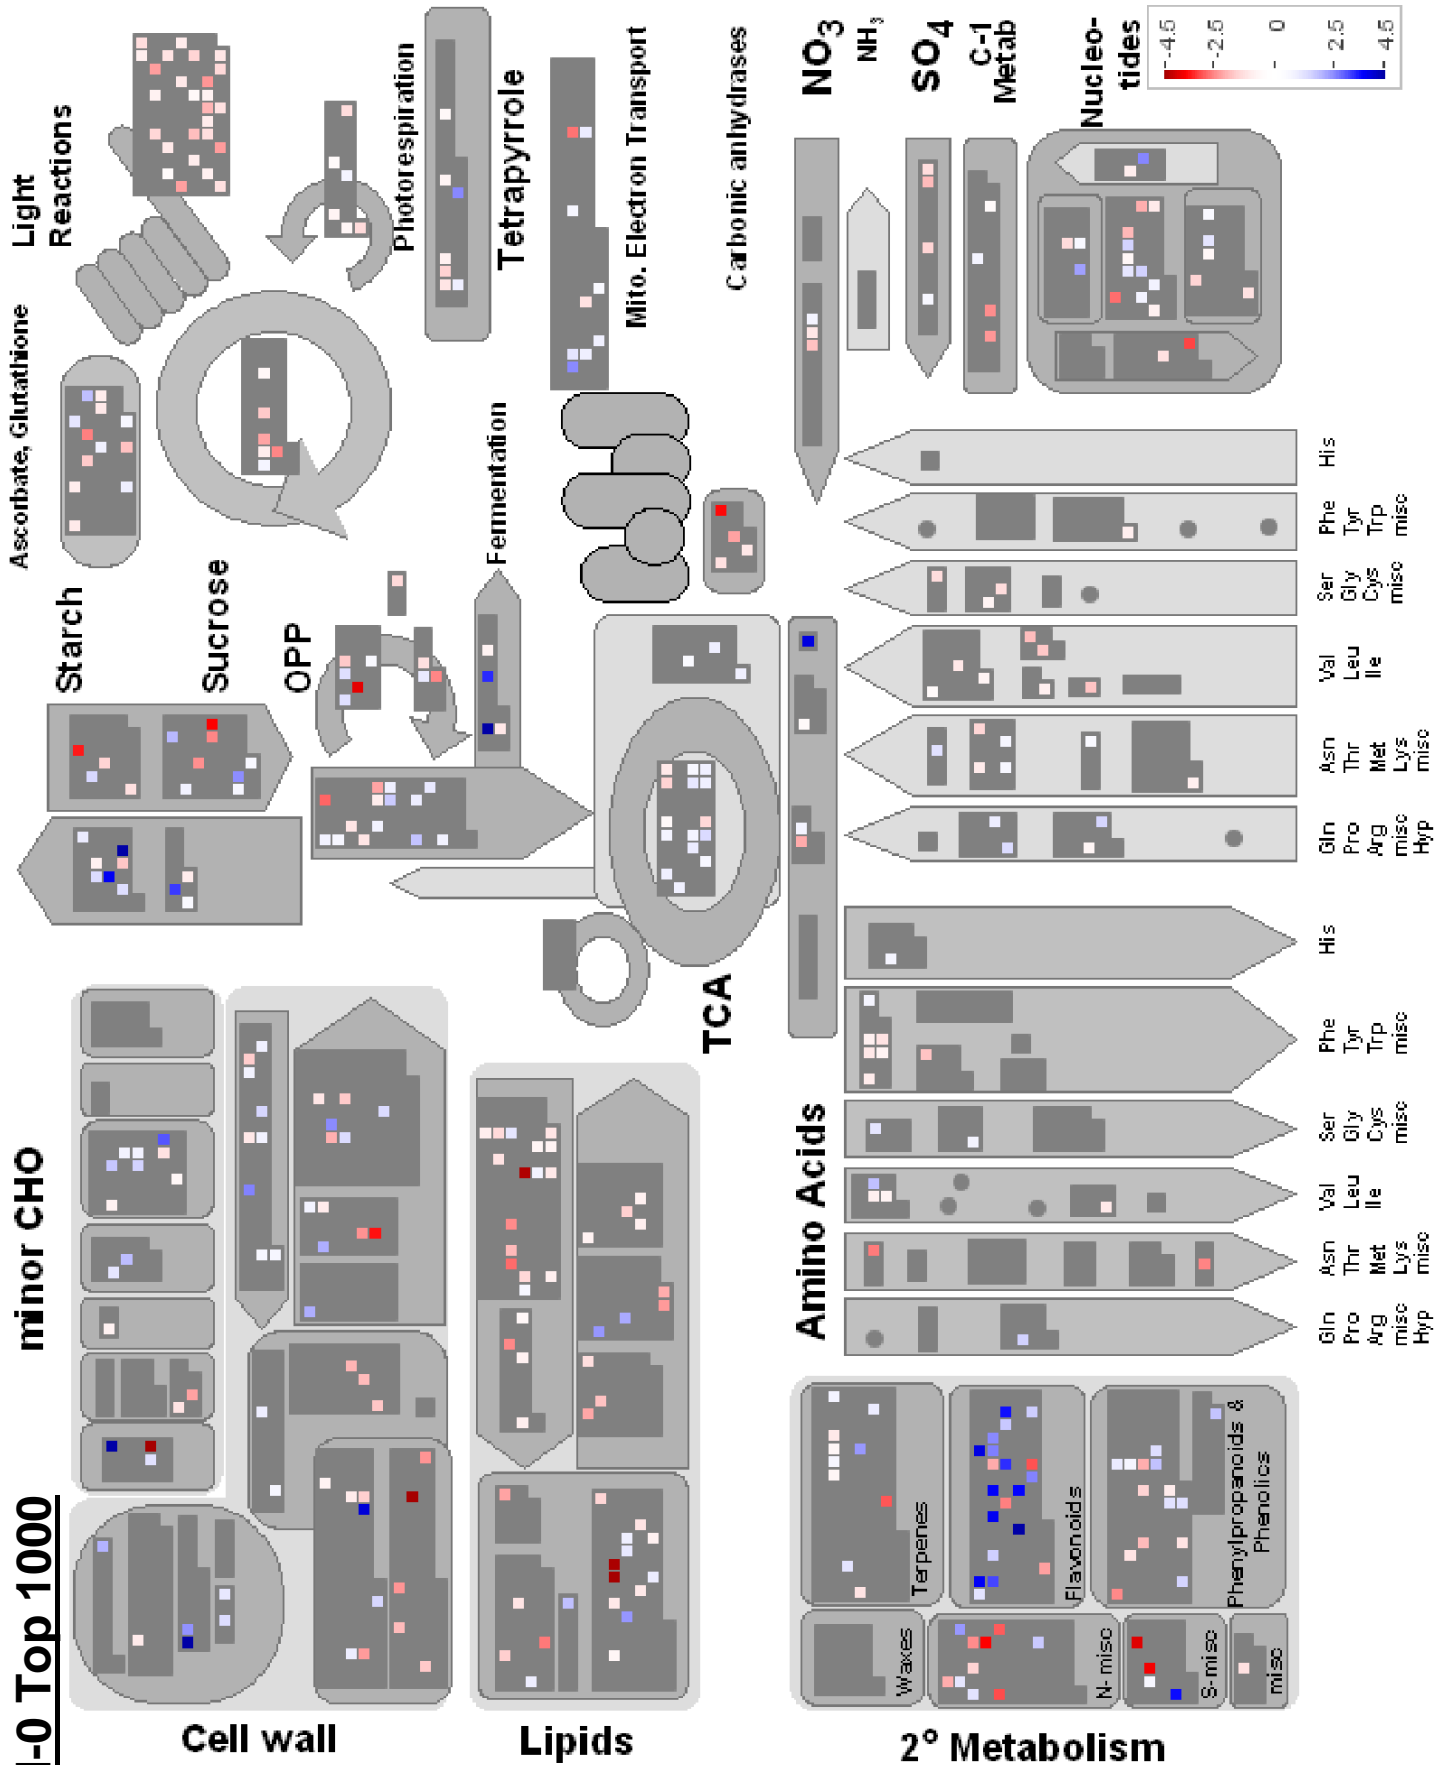 l-0 Top 1000
minor CHO
Cell wall
Lipids
Starch
Sucrose
OPP
Fermentation
TCA
Ascorbate, Glutathione
Light
Reactions
Photorespiration
Tetrapyrrole
Mito. Electron Transport
Carbonic anhydrases
NO3
NH3
SO4
C-1
Metab
Nucleo-
tides
-4.5
-2.5
0
2.5
4.5
Amino Acids
His
Phe
Tyr
Trp
misc
Ser
Gly
Cys
misc
Val
Leu
Ile
Asn
Thr
Met
Lys
misc
Gln
Pro
Arg
misc
Hyp
His
Phe
Tyr
Trp
misc
Ser
Gly
Cys
misc
Val
Leu
Ile
Asn
Thr
Met
Lys
misc
Gln
Pro
Arg
misc
Hyp
Terpenes
Flavonoids
Phenylpropanoids &
Phenolics
Waxes
N-misc
S-misc
misc
2° Metabolism